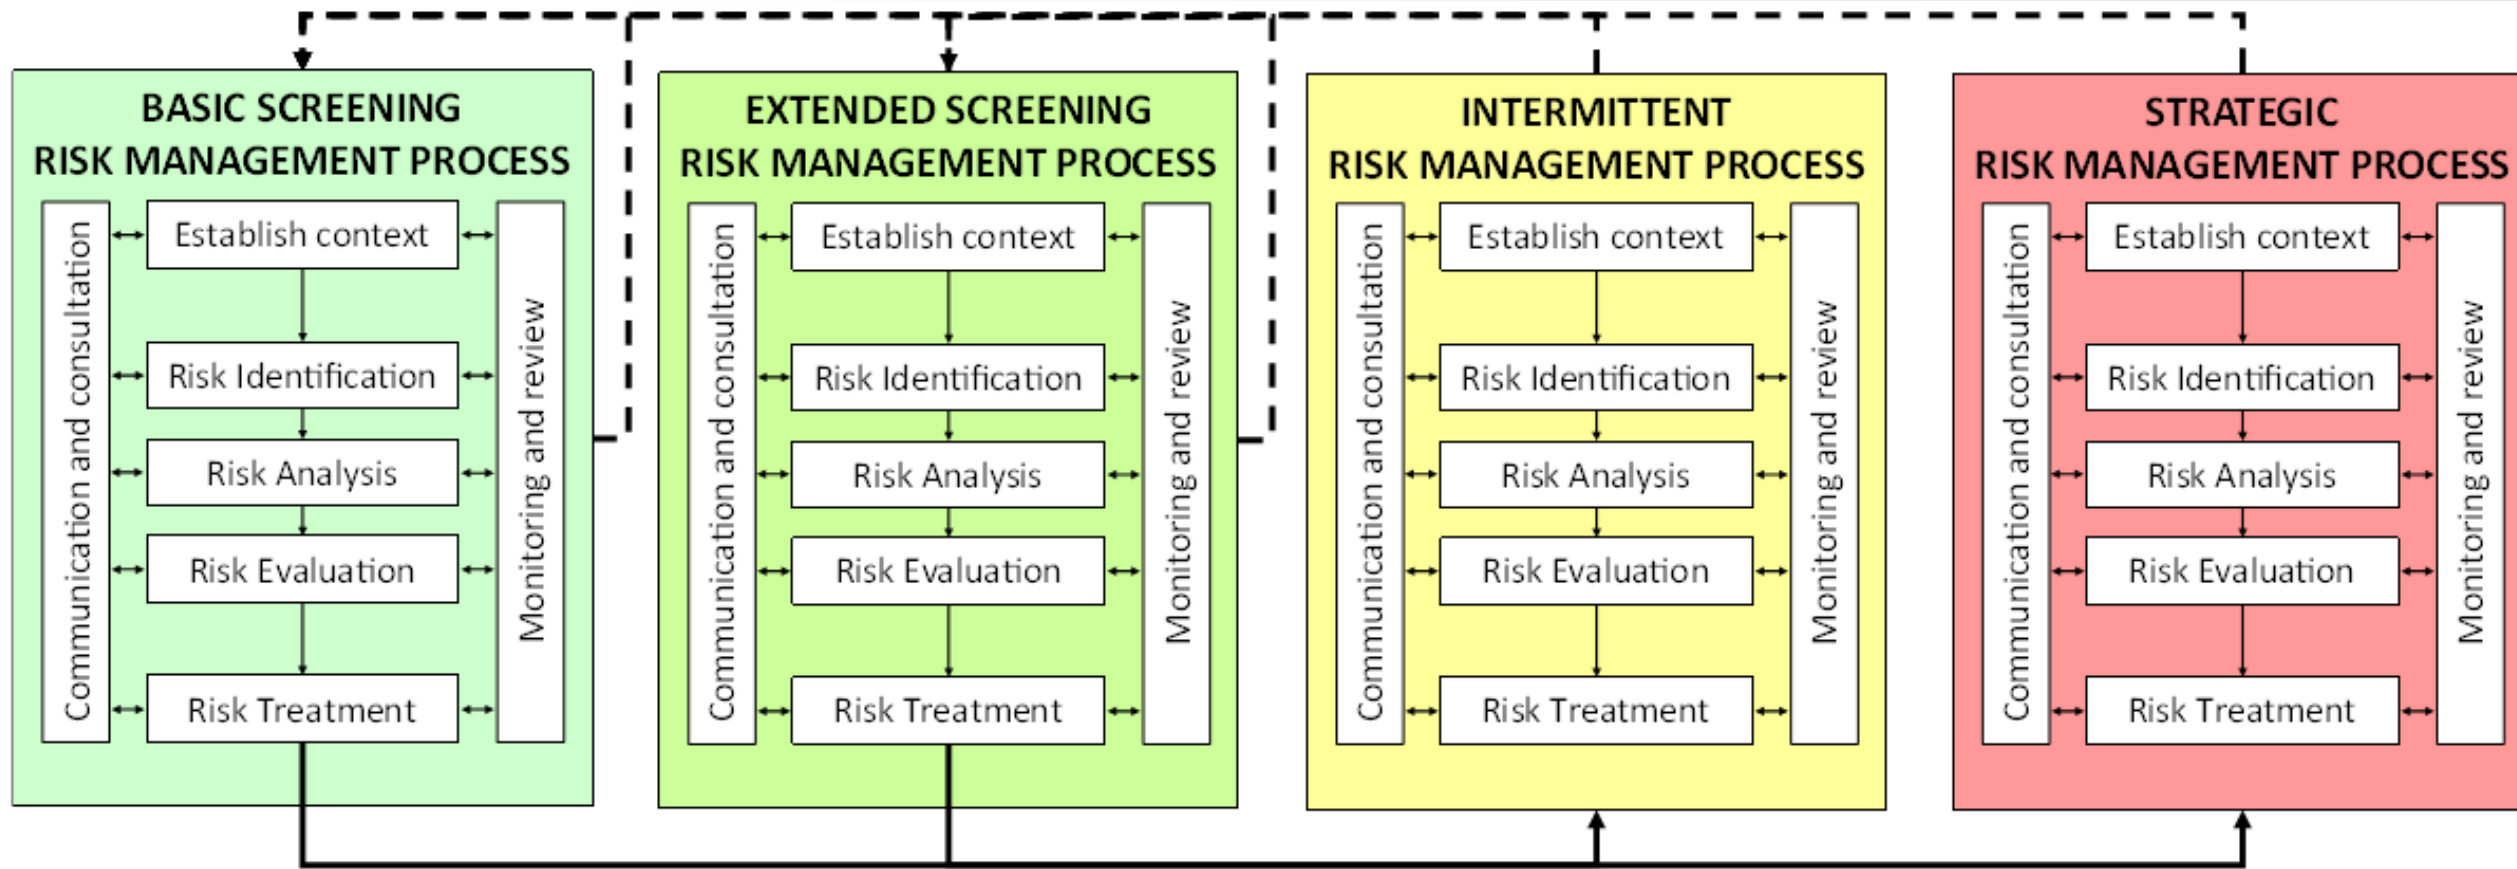 BASIC SCREENING
RISK MANAGEMENT PROCESS
Communication and consultation
Establish context
Risk Identification
Risk Analysis
Risk Evaluation
Risk Treatment
Monitoring and review
EXTENDED SCREENING
RISK MANAGEMENT PROCESS
Communication and consultation
Establish context
Risk Identification
Risk Analysis
Risk Evaluation
Risk Treatment
Monitoring and review
INTERMITTENT
RISK MANAGEMENT PROCESS
Communication and consultation
Establish context
Risk Identification
Risk Analysis
Risk Evaluation
Risk Treatment
Monitoring and review
STRATEGIC
RISK MANAGEMENT PROCESS
Communication and consultation
Establish context
Risk Identification
Risk Analysis
Risk Evaluation
Risk Treatment
Monitoring and review